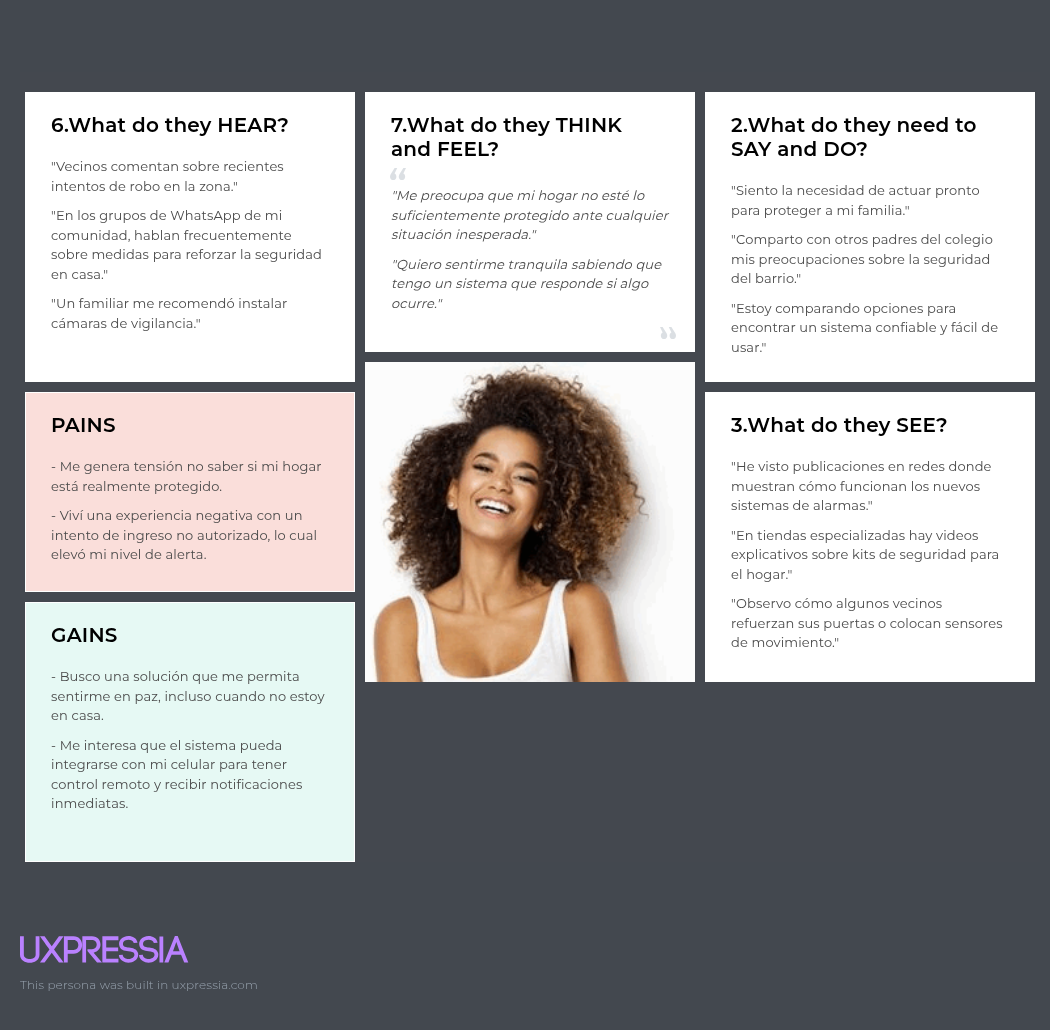 6.What do they HEAR?
"Vecinos comentan sobre recientes
intentos de robo en la zona."
"En los grupos de WhatsApp de mi
comunidad, hablan frecuentemente
sobre medidas para reforzar la seguridad
en casa."
"Un familiar me recomendó instalar
cámaras de vigilancia."
PAINS
- Me genera tensión no saber si mi hogar
está realmente protegido.
- Viví una experiencia negativa con un
intento de ingreso no autorizado, lo cual
elevó mi nivel de alerta.
GAINS
- Busco una solución que me permita
sentirme en paz, incluso cuando no estoy
en casa.
- Me interesa que el sistema pueda
integrarse con mi celular para tener
control remoto y recibir notificaciones
inmediatas.
7.What do they THINK
and FEEL?
“
"Me preocupa que mi hogar no esté lo
suficientemente protegido ante cualquier
situación inesperada."
"Quiero sentirme tranquila sabiendo que
tengo un sistema que responde si algo
ocurre."
”
2.What do they need to
SAY and DO?
"Siento la necesidad de actuar pronto
para proteger a mi familia."
"Comparto con otros padres del colegio
mis preocupaciones sobre la seguridad
del barrio."
"Estoy comparando opciones para
encontrar un sistema confiable y fácil de
usar."
3.What do they SEE?
"He visto publicaciones en redes donde
muestran cómo funcionan los nuevos
sistemas de alarmas."
"En tiendas especializadas hay videos
explicativos sobre kits de seguridad para
el hogar."
"Observo cómo algunos vecinos
refuerzan sus puertas o colocan sensores
de movimiento."
UXPRESSIA
This persona was built in uxpressia.com